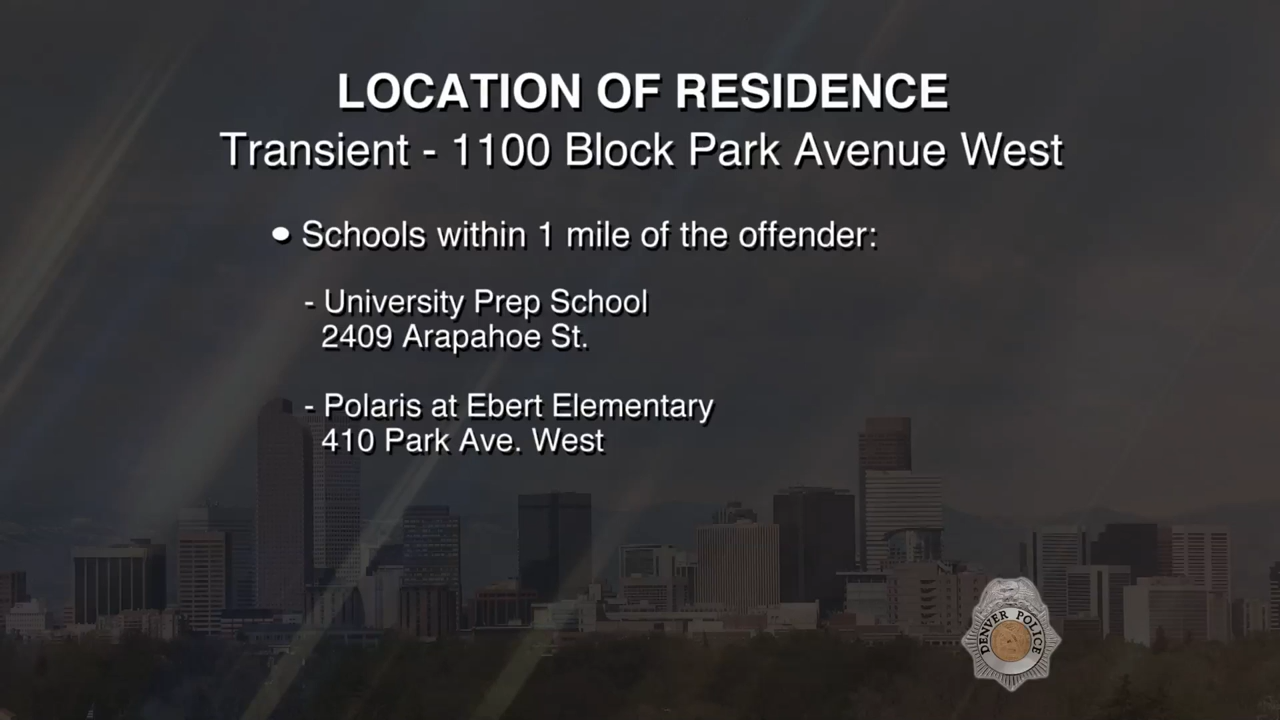 LOCATION OF RESIDENCE
Transient - 1100 Block Park Avenue West
• Schools within 1 mile of the offender:
- University Prep School
2409 Arapahoe St.
- Polaris at Ebert Elementary
410 Park Ave. West
DENVER POLICE